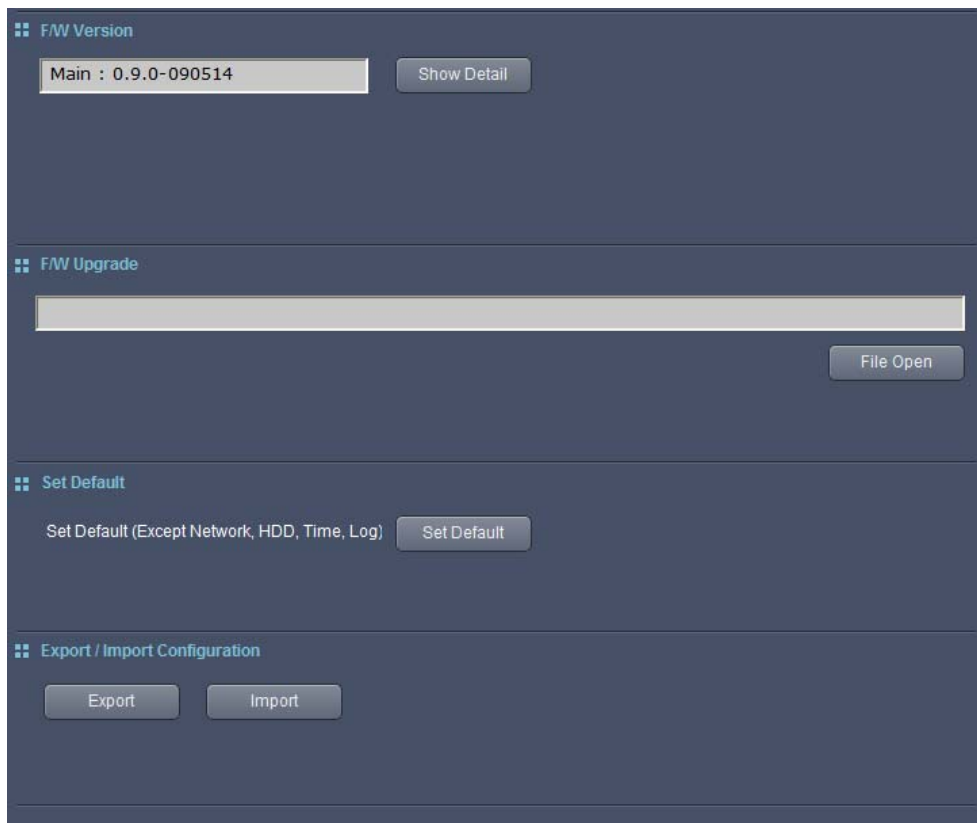 F/W Version
Main : 0.9.0-090514
Show Detail
F/W Upgrade
File Open
Set Default
Set Default (Except Network, HDD, Time, Log)
Set Default
Export / Import Configuration
Export
Import